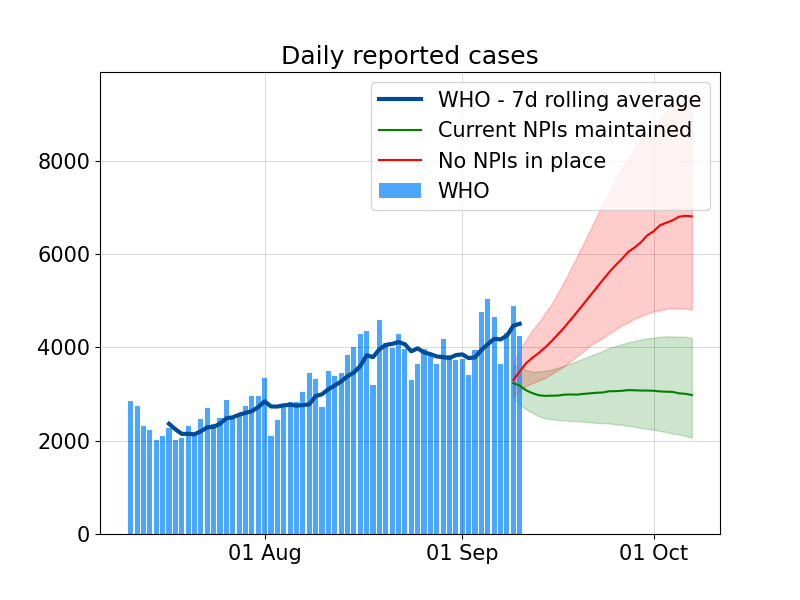 Daily reported cases
WHO - 7d rolling average
Current NPIs maintained
No NPIs in place
WHO
8000
6000
4000
2000
0
01 Aug
01 Sep
01 Oct